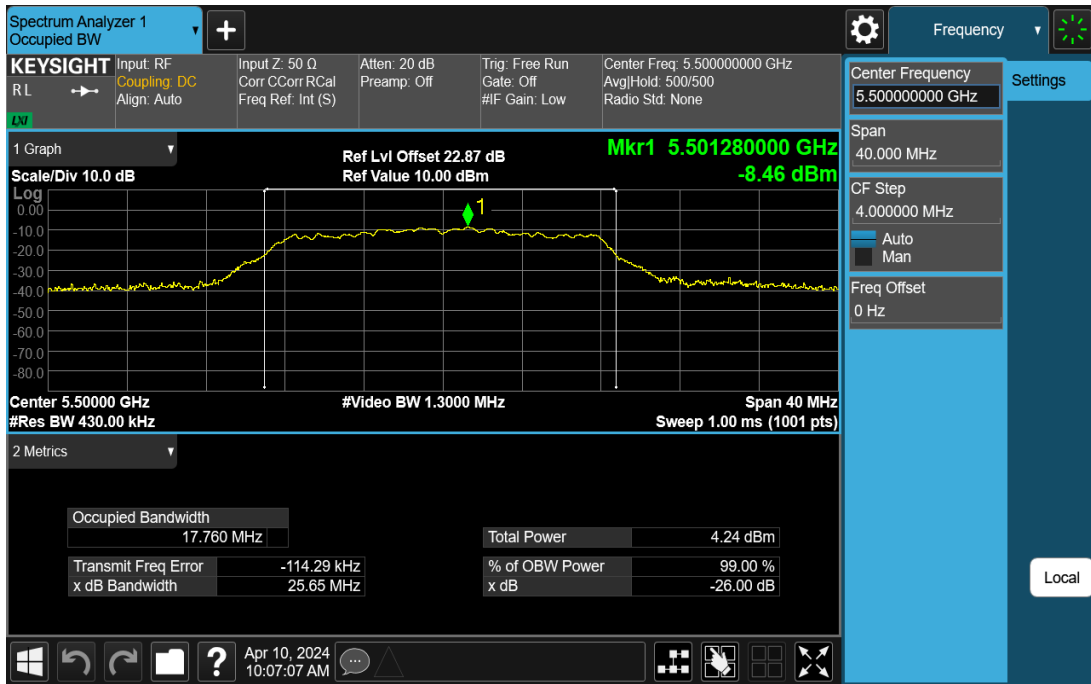 Spectrum Analyzer 1
Occupied BW
+
Frequency
KEYSIGHT
RL
LXI
Input: RF
Coupling: DC
Align: Auto
Input Z: 50 Ω
Corr CCorr RCal
Freq Ref: Int (S)
Atten: 20 dB
Preamp: Off
Trig: Free Run
Gate: Off
#IF Gain: Low
Center Freq: 5.500000000 GHz
Avg|Hold: 500/500
Radio Std: None
Center Frequency
5.500000000 GHz
Settings
Span
40.000 MHz
CF Step
4.000000 MHz
Auto
Man
Freq Offset
0 Hz
Local
1 Graph
Scale/Div 10.0 dB
Ref Lvl Offset 22.87 dB
Ref Value 10.00 dBm
Mkr1 5.501280000 GHz
-8.46 dBm
Log
0.00
-10.0
-20.0
-30.0
-40.0
-50.0
-60.0
-70.0
-80.0
1
Center 5.50000 GHz
#Video BW 1.3000 MHz
Span 40 MHz
#Res BW 430.00 kHz
Sweep 1.00 ms (1001 pts)
2 Metrics
Occupied Bandwidth
17.760 MHz
Total Power 4.24 dBm
Transmit Freq Error -114.29 kHz
% of OBW Power 99.00 %
x dB Bandwidth 25.65 MHz
x dB -26.00 dB
?
Apr 10, 2024
10:07:07 AM